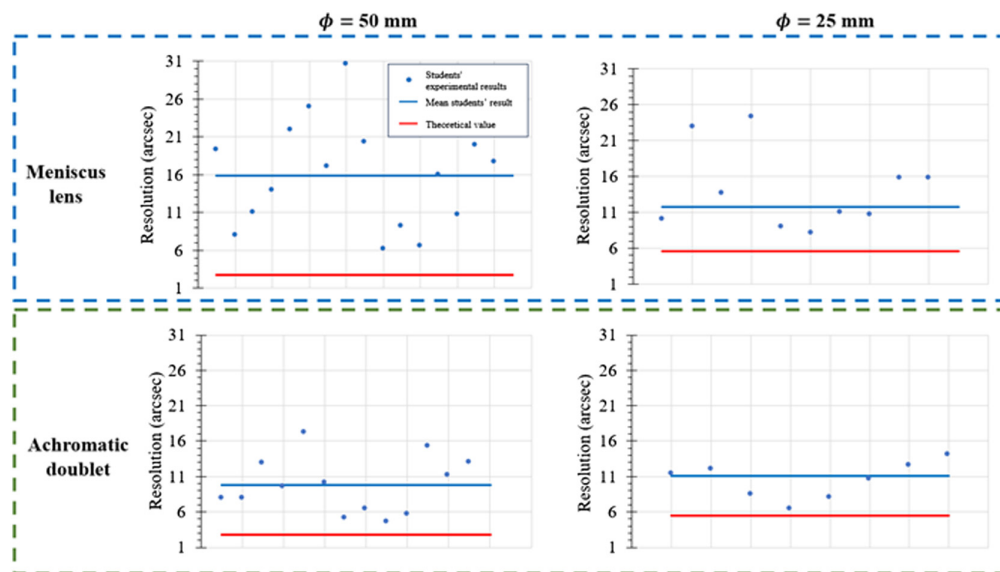 ϕ = 50 mm
ϕ = 25 mm
Meniscus
lens
Resolution (arcsec)
31
26
21
16
11
6
1
Students'
experimental results
Mean students' result
Theoretical value
Resolution (arcsec)
31
26
21
16
11
6
1
Achromatic
doublet
Resolution (arcsec)
31
26
21
16
11
6
1
Resolution (arcsec)
31
26
21
16
11
6
1